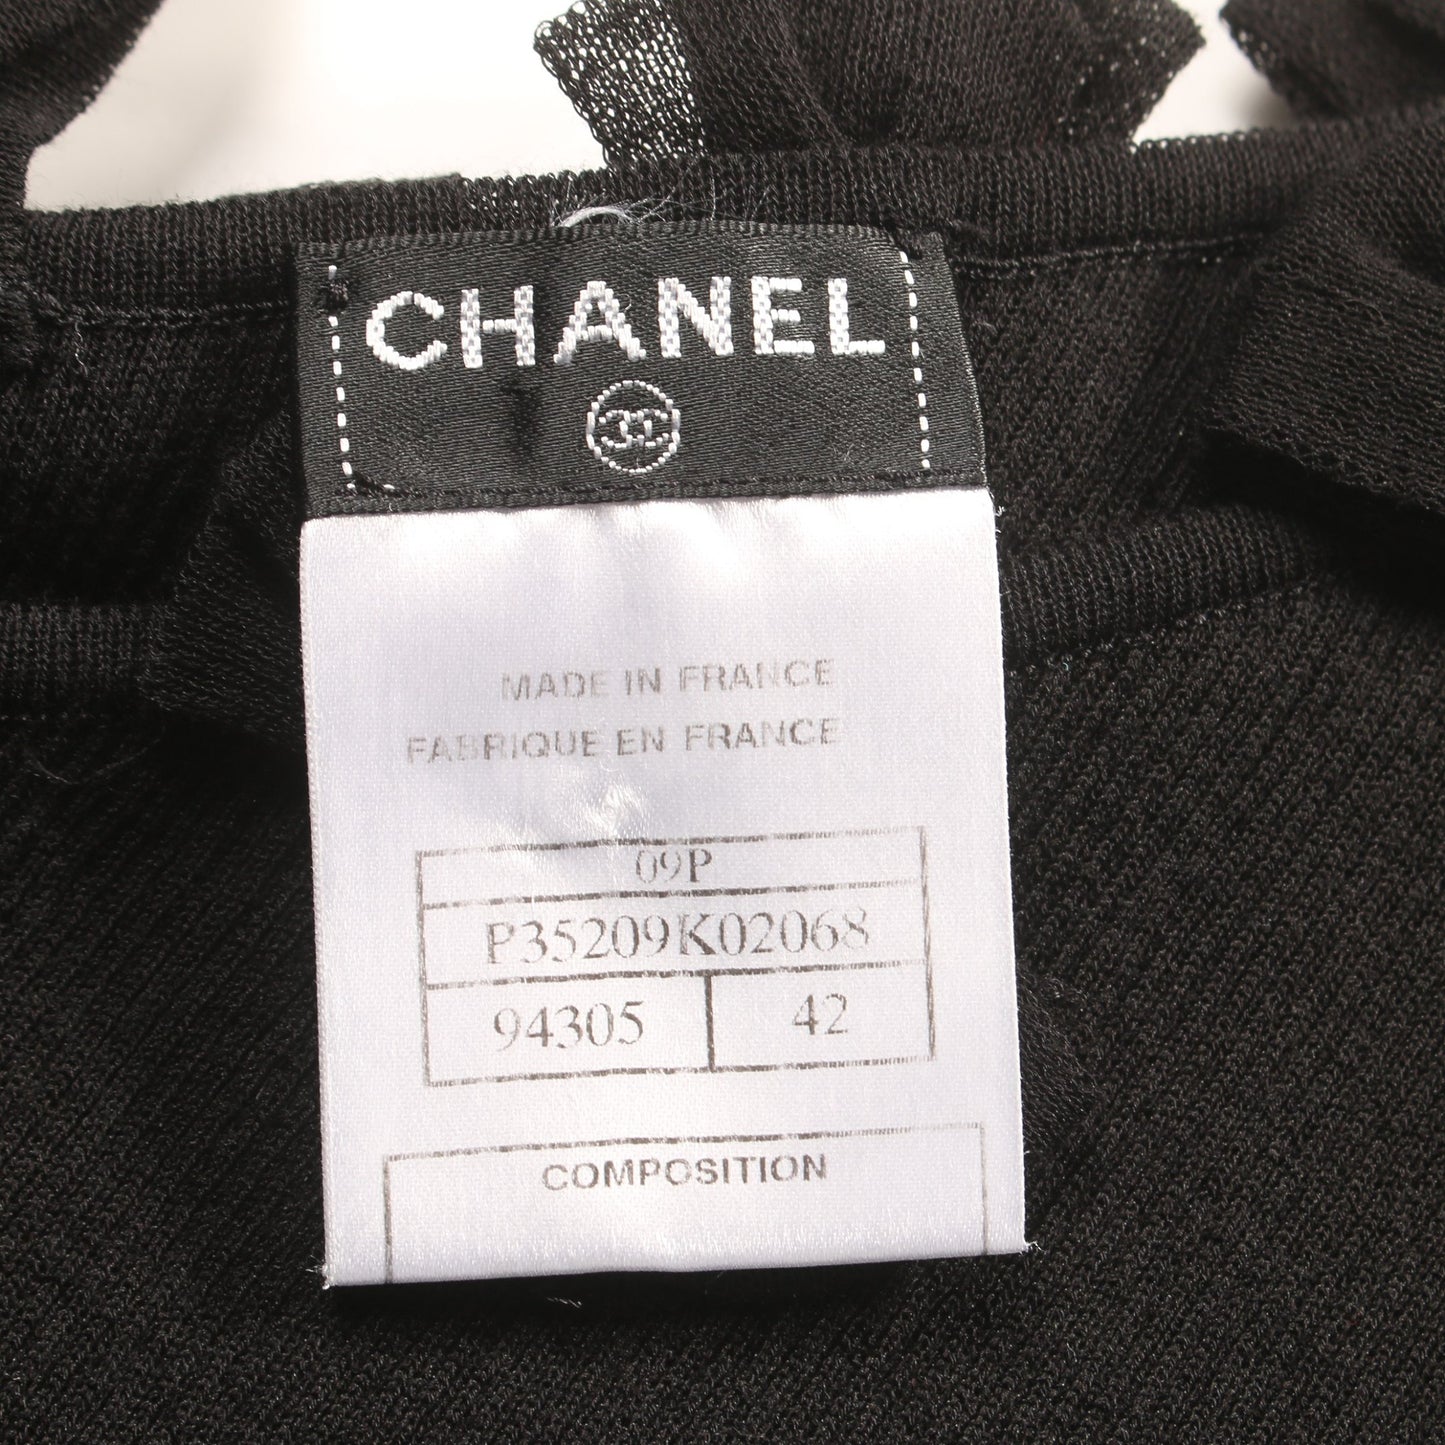 CHANEL
MADE IN FRANCE
FABRIQUE EN FRANCE
09P
P35209K02068
94305 42
COMPOSITION